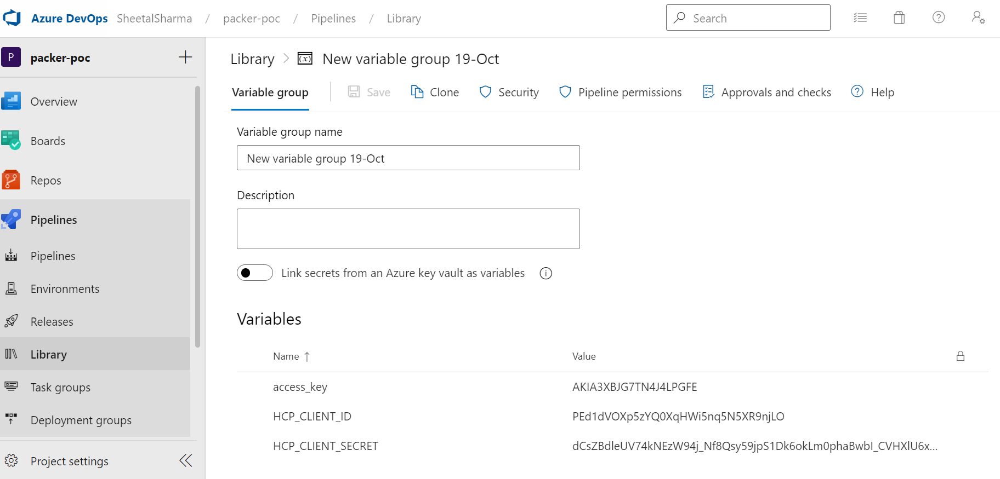 Azure DevOps SheetalSharma / packer-poc / Pipelines / Library Search
P packer-poc
Overview
Boards
Repos
Pipelines
Pipelines
Environments
Releases
Library
Task groups
Deployment groups
Project settings
Library > New variable group 19-Oct
Variable group Save Clone Security Pipeline permissions Approvals and checks Help
Variable group name
New variable group 19-Oct
Description
Link secrets from an Azure key vault as variables
Variables
Name ↑ Value
access_key AKIA3XBJG7TN4J4LPGFE
HCP_CLIENT_ID PEd1dVOXp5zYQ0XqHWi5nq5N5XR9njLO
HCP_CLIENT_SECRET dCsZBdleUV74kNEzW94j_Nf8Qsy59jpS1Dk6okLm0phaBwbI_CVHXlU6x...